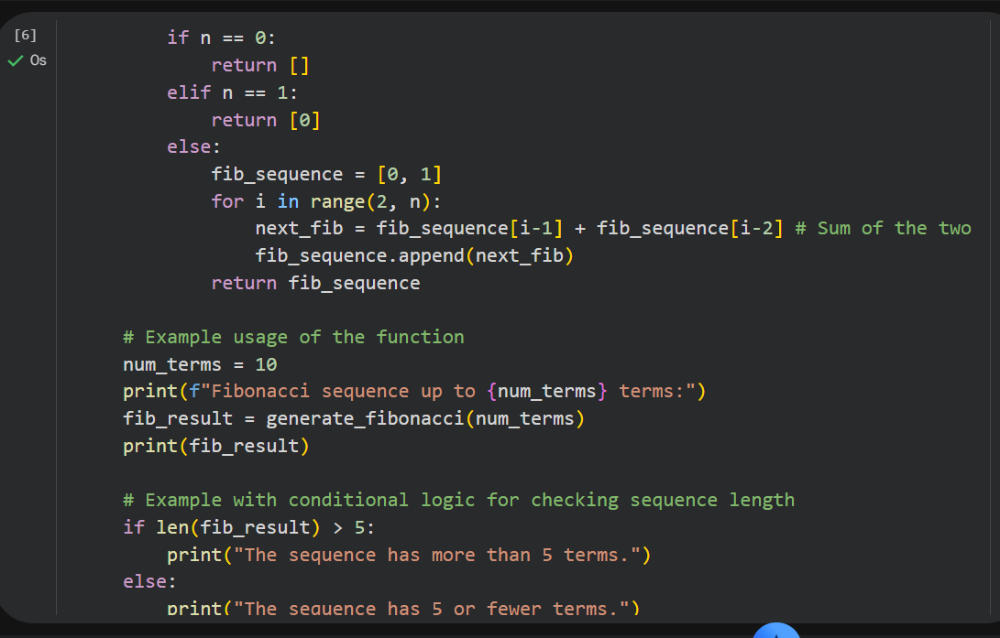 [6]
0s
if n == 0:
return []
elif n == 1:
return [0]
else:
fib_sequence = [0, 1]
for i in range(2, n):
next_fib = fib_sequence[i-1] + fib_sequence[i-2] # Sum of the two
fib_sequence.append(next_fib)
return fib_sequence
# Example usage of the function
num_terms = 10
print(f"Fibonacci sequence up to {num_terms} terms:")
fib_result = generate_fibonacci(num_terms)
print(fib_result)
# Example with conditional logic for checking sequence length
if len(fib_result) > 5:
print("The sequence has more than 5 terms.")
else:
print("The sequence has 5 or fewer terms.")